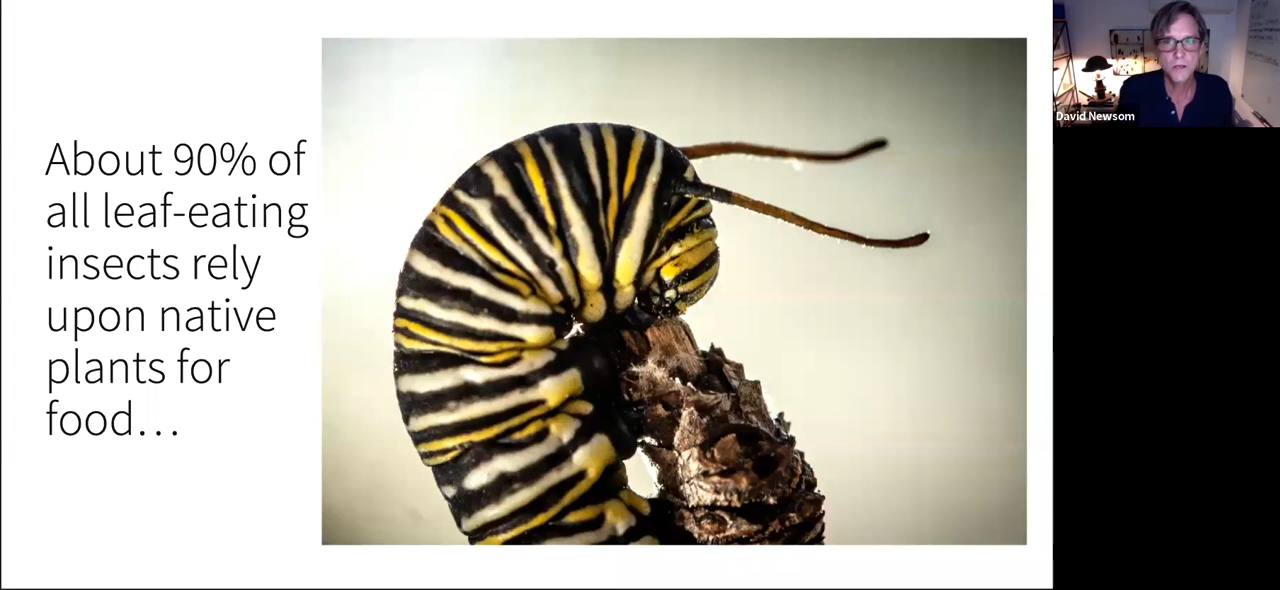 About 90% of
all leaf-eating
insects rely
upon native
plants for
food…
David Newsom